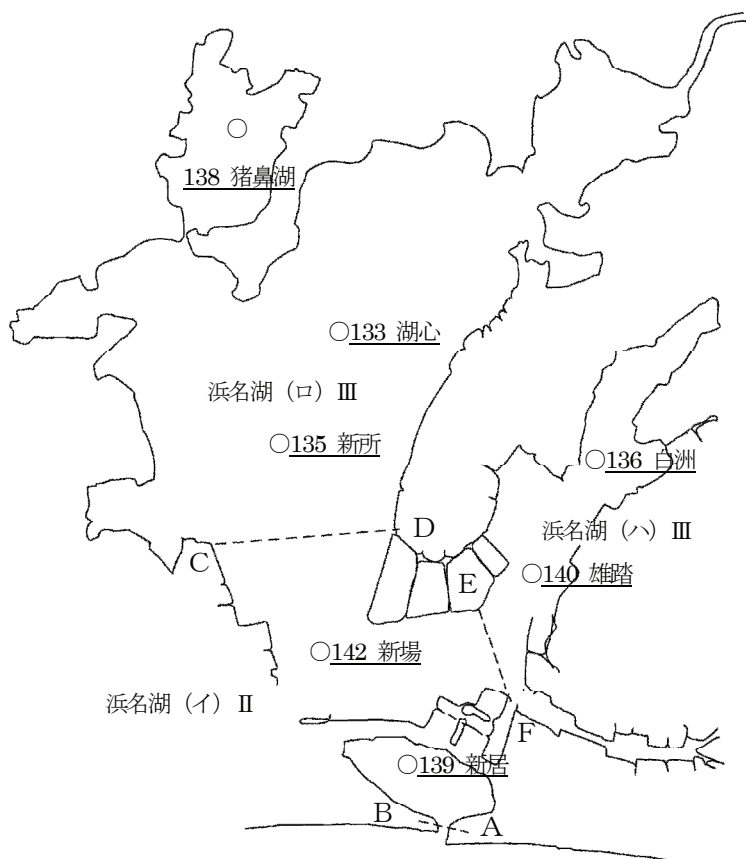 ○
138 猪鼻湖
○133 湖心
浜名湖（ロ）Ⅲ
○135 新所
○136 白洲
D
浜名湖（ハ）Ⅲ
C
E
○140 雄踏
○142 新場
浜名湖（イ）Ⅱ
F
○139 新居
B
A